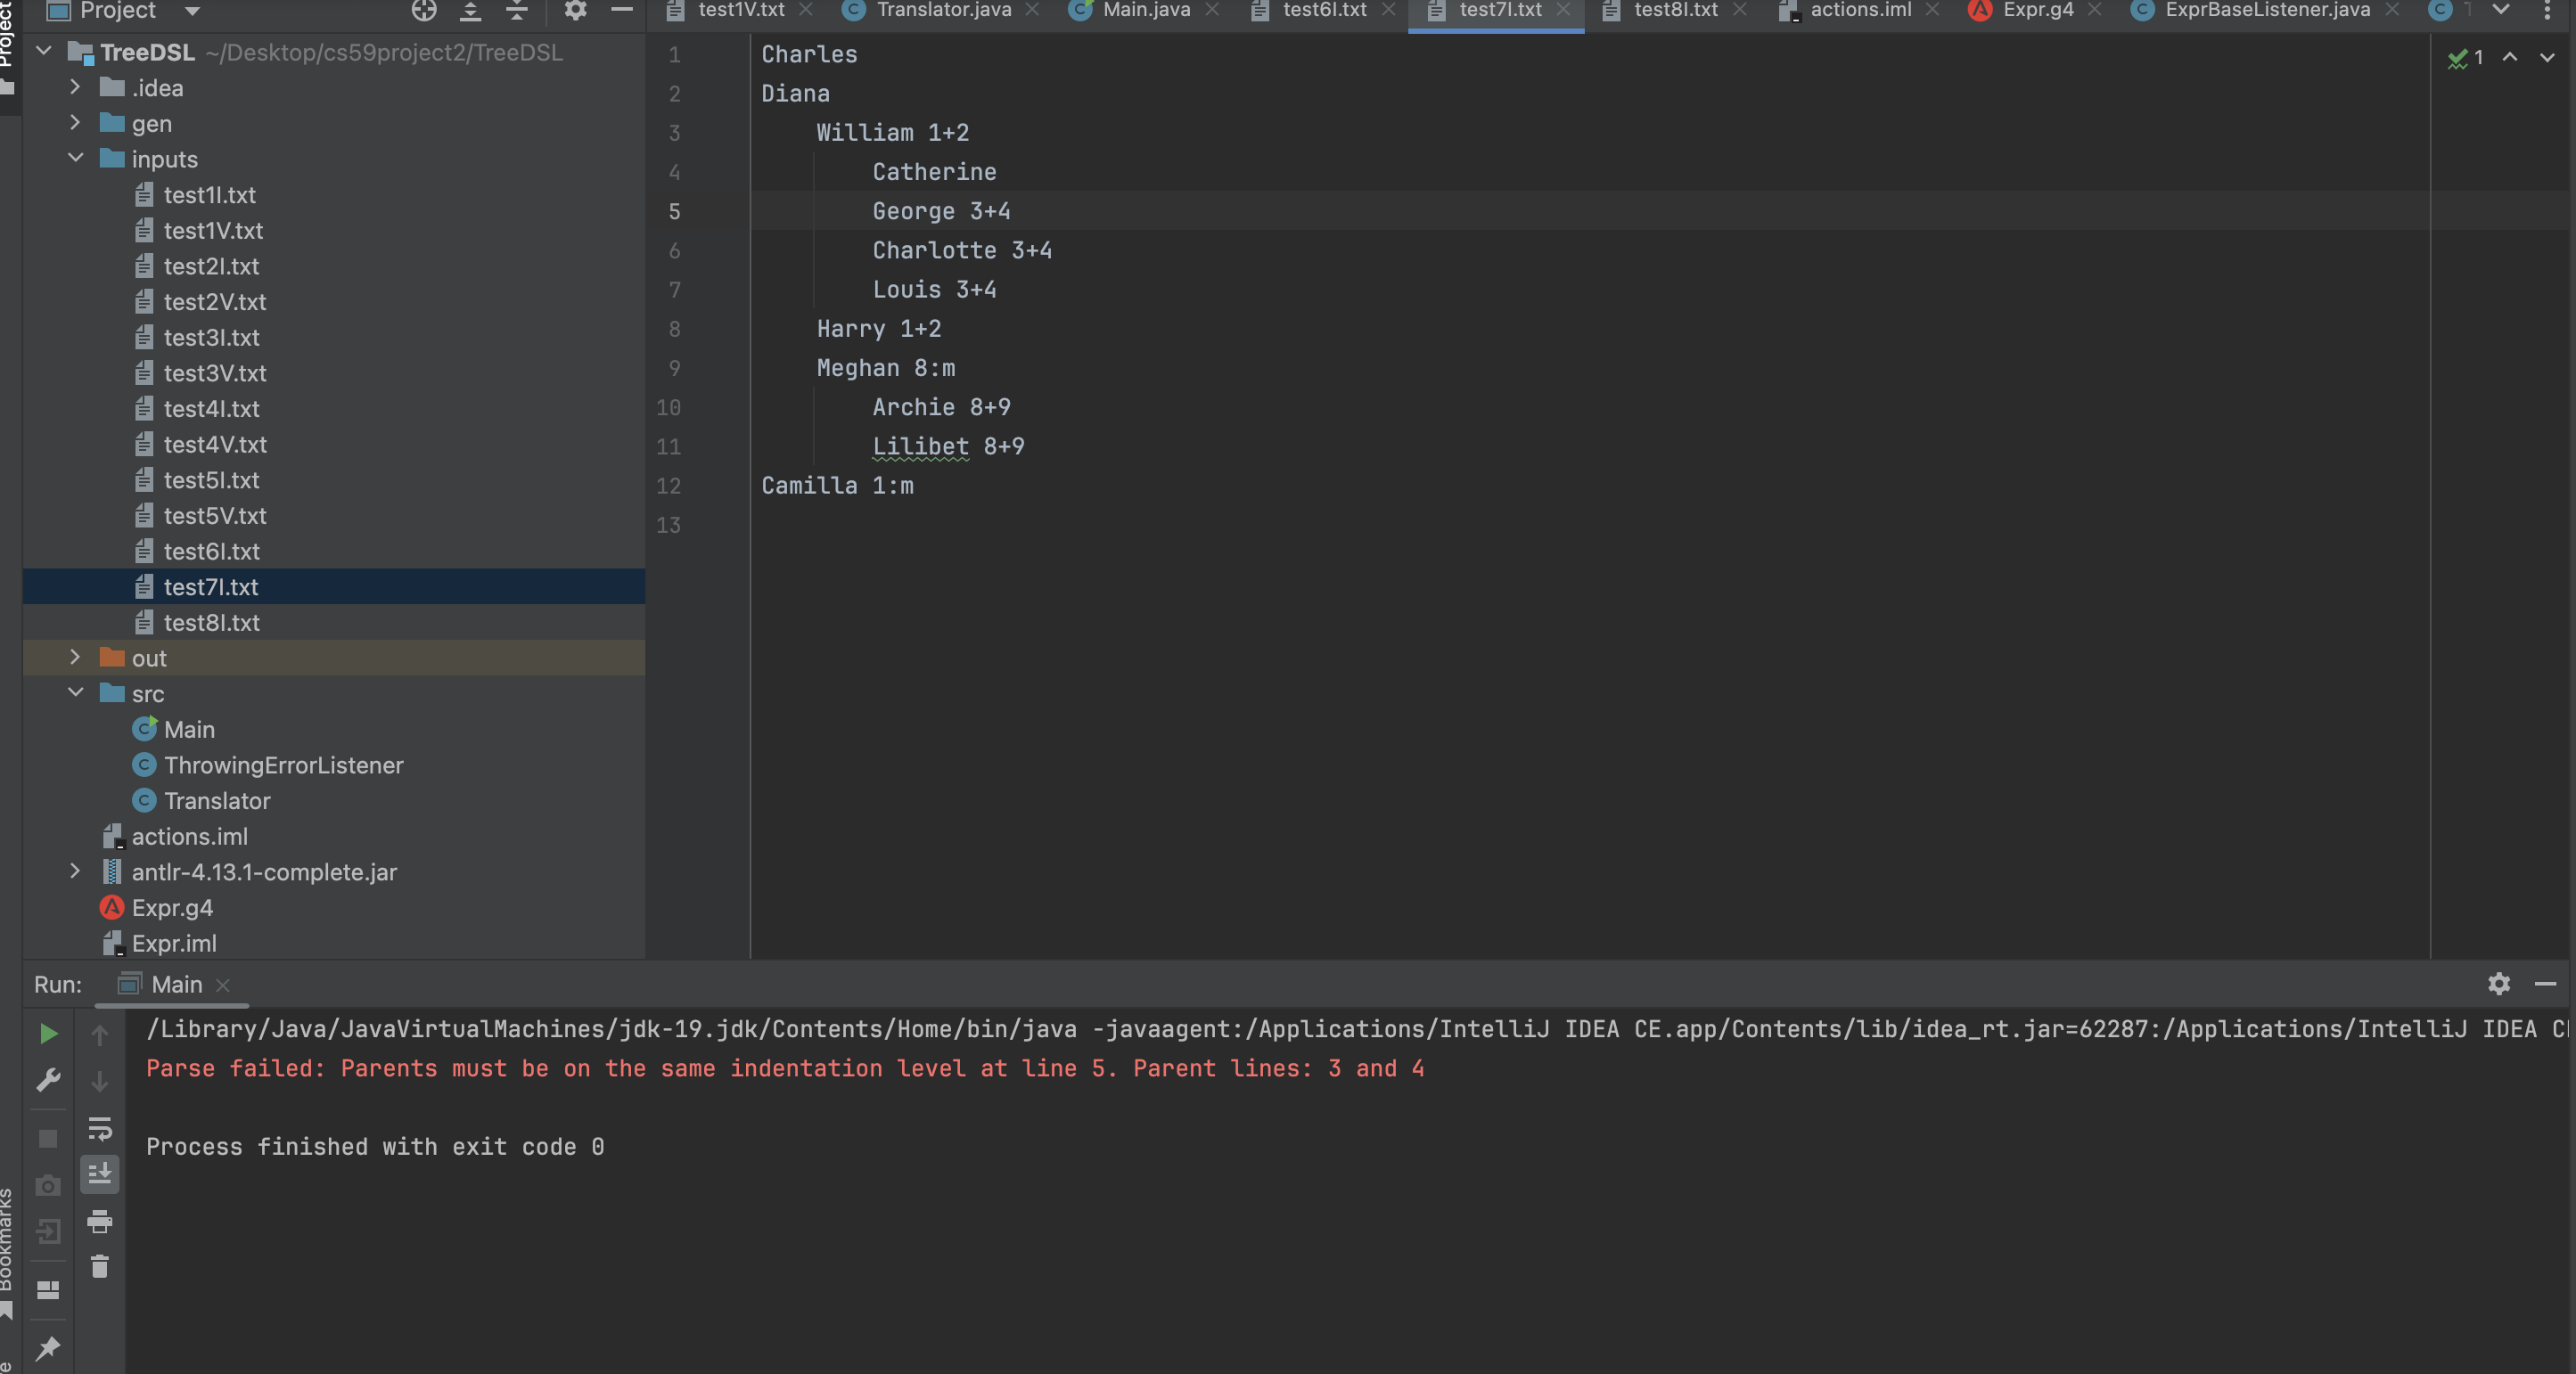 Project
Project
test1V.txt
Translator.java
Main.java
test6I.txt
test7I.txt
test8I.txt
actions.iml
Expr.g4
ExprBaseListener.java
TreeDSL ~/Desktop/cs59project2/TreeDSL
.idea
gen
inputs
test1I.txt
test1V.txt
test2I.txt
test2V.txt
test3I.txt
test3V.txt
test4I.txt
test4V.txt
test5I.txt
test5V.txt
test6I.txt
test7I.txt
test8I.txt
out
src
Main
ThrowingErrorListener
Translator
actions.iml
antlr-4.13.1-complete.jar
Expr.g4
Expr.iml
1 Charles
2 Diana
3 William 1+2
4 Catherine
5 George 3+4
6 Charlotte 3+4
7 Louis 3+4
8 Harry 1+2
9 Meghan 8:m
10 Archie 8+9
11 Lilibet 8+9
12 Camilla 1:m
13
1
Run: Main
/Library/Java/JavaVirtualMachines/jdk-19.jdk/Contents/Home/bin/java -javaagent:/Applications/IntelliJ IDEA CE.app/Contents/lib/idea_rt.jar=62287:/Applications/IntelliJ IDEA
Parse failed: Parents must be on the same indentation level at line 5. Parent lines: 3 and 4
Process finished with exit code 0
Bookmarks